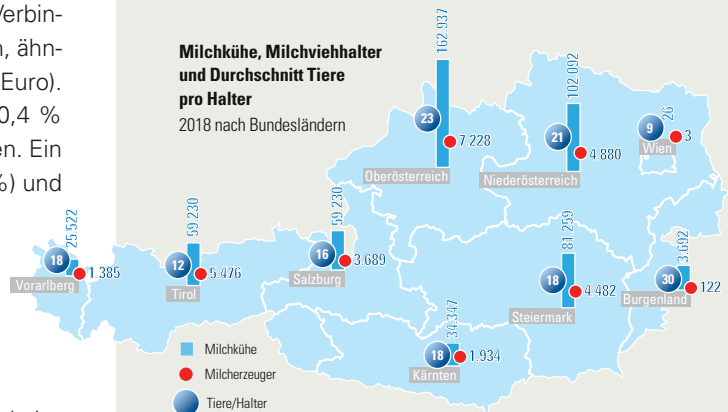 Verbin-
n, ähn-
Euro).
0,4 %
en. Ein
%) und
Milchkühe, Milchviehhalter
und Durchschnitt Tiere
pro Halter
2018 nach Bundesländern
162.937
23
7.228
Oberösterreich
102.092
21
4.880
Niederösterreich
9
26
3
Wien
25.522
18
1.385
Vorarlberg
59.230
12
5.476
Tirol
59.230
16
3.689
Salzburg
81.259
18
4.482
Steiermark
3.692
30
122
Burgenland
34.347
18
1.934
Kärnten
Milchkühe
Milcherzeuger
Tiere/Halter